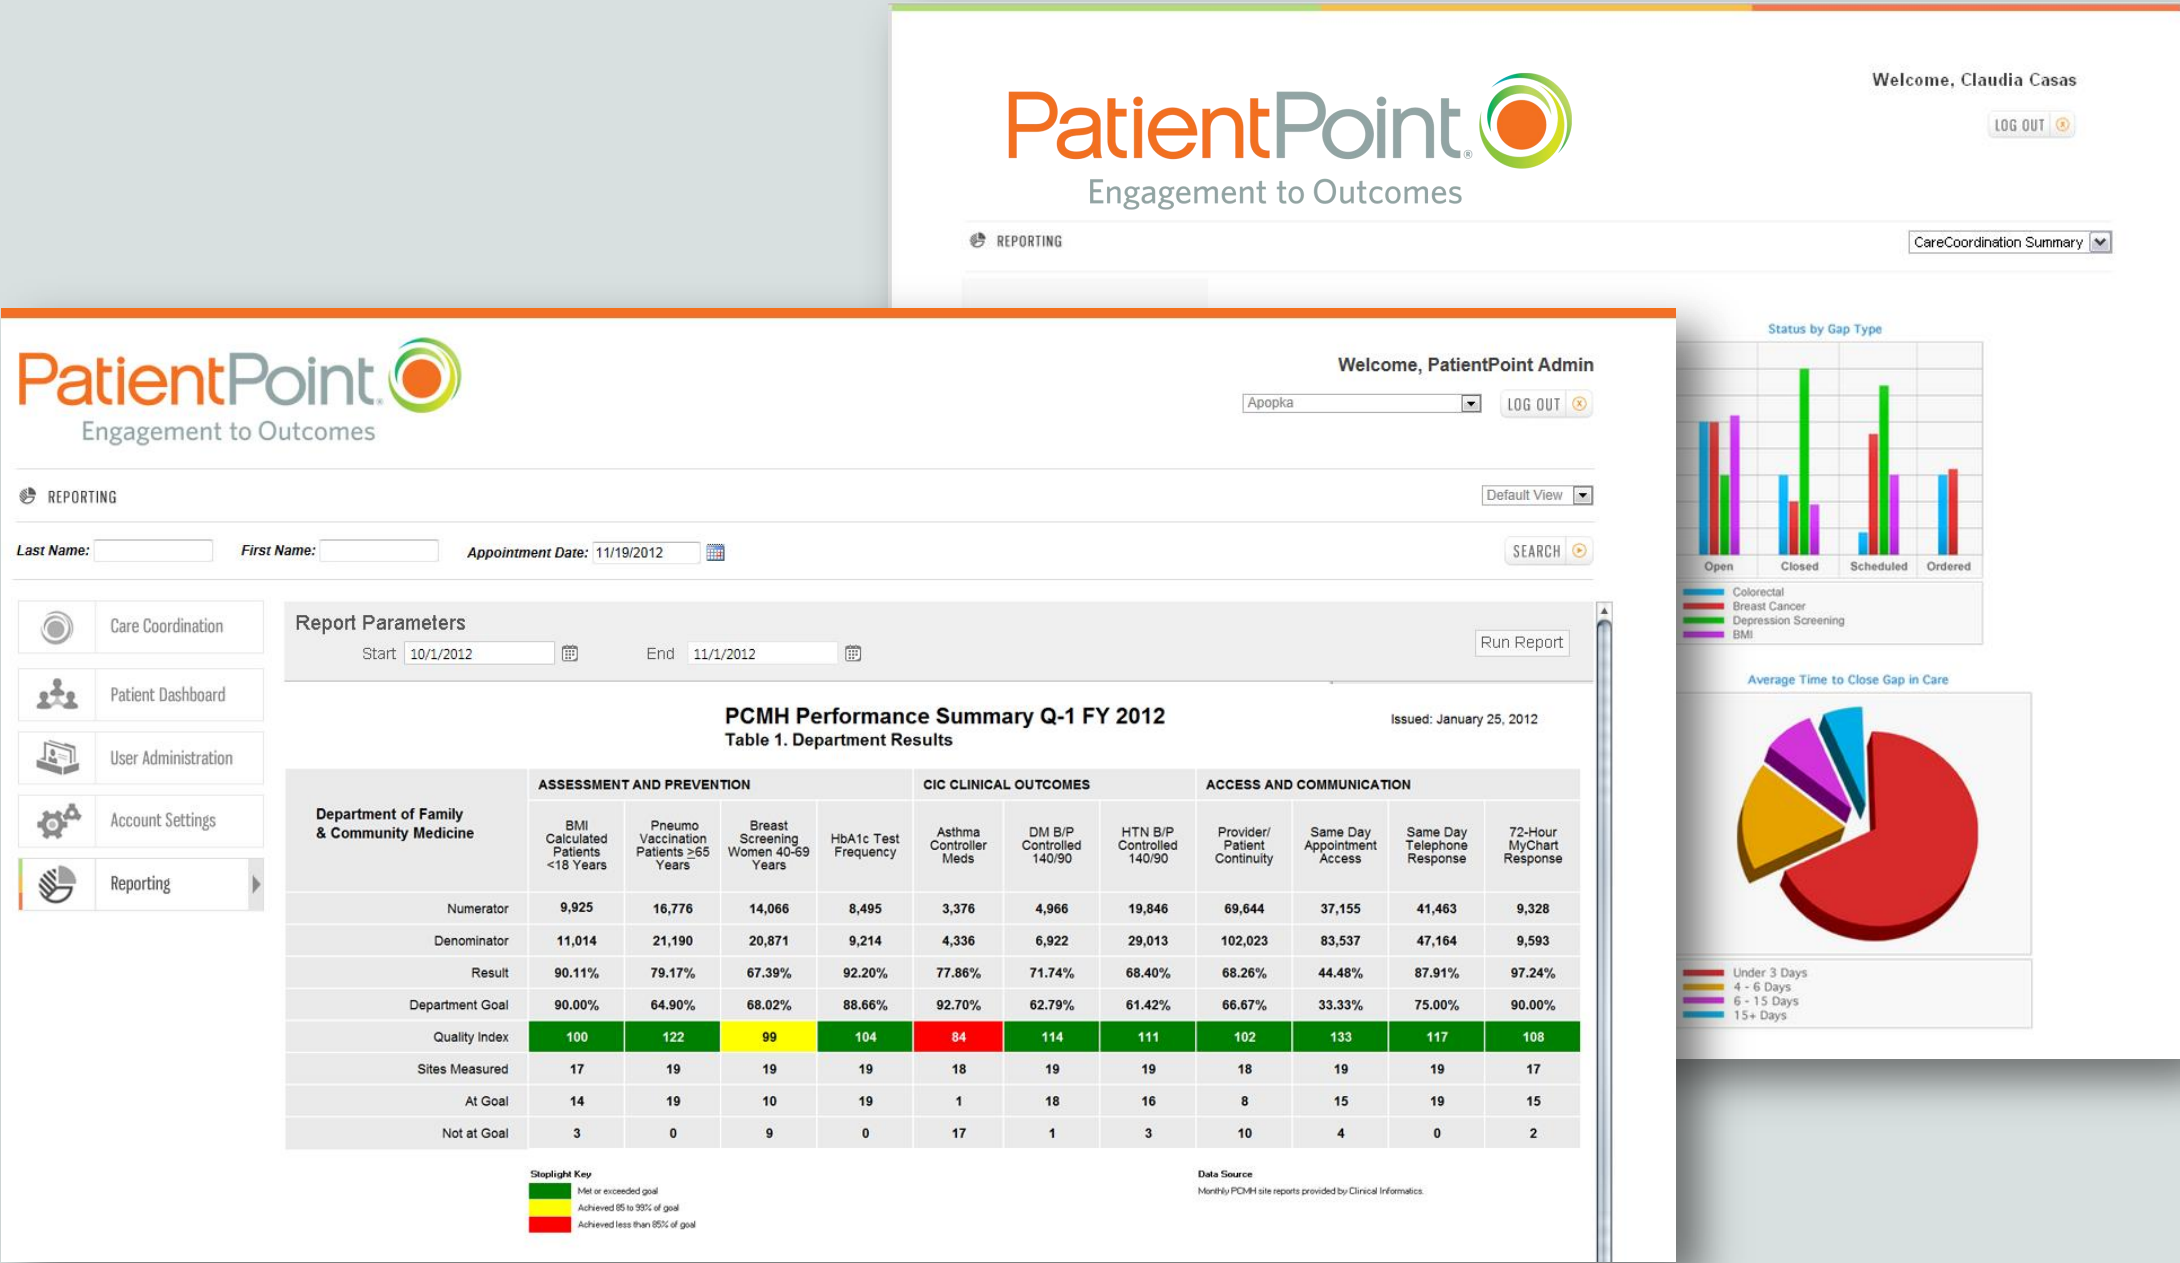 Welcome, Claudia Casas
PatientPoint®
LOG OUT
Engagement to Outcomes
REPORTING
CareCoordination Summary
Status by Gap Type
Open Closed Scheduled Ordered
Colorectal
Breast Cancer
Depression Screening
BMI
Average Time to Close Gap in Care
Under 3 Days
4 - 6 Days
6 - 15 Days
15+ Days
PatientPoint®
Engagement to Outcomes
Welcome, PatientPoint Admin
Apopka
LOG OUT
REPORTING
Default View
Last Name: First Name: Appointment Date: 11/19/2012
SEARCH
Care Coordination
Patient Dashboard
User Administration
Account Settings
Reporting
Report Parameters
Start 10/1/2012 End 11/1/2012
Run Report
PCMH Performance Summary Q-1 FY 2012
Table 1. Department Results
Issued: January 25, 2012
Department of Family
& Community Medicine
ASSESSMENT AND PREVENTION CIC CLINICAL OUTCOMES ACCESS AND COMMUNICATION
BMI
Calculated
Patients
<18 Years
Pneumo
Vaccination
Patients ≥65
Years
Breast
Screening
Women 40-69
Years
HbA1c Test
Frequency
Asthma
Controller
Meds
DM B/P
Controlled
140/90
HTN B/P
Controlled
140/90
Provider/
Patient
Continuity
Same Day
Appointment
Access
Same Day
Telephone
Response
72-Hour
MyChart
Response
Numerator 9,925 16,776 14,066 8,495 3,376 4,966 19,846 69,644 37,155 41,463 9,328
Denominator 11,014 21,190 20,871 9,214 4,336 6,922 29,013 102,023 83,537 47,164 9,593
Result 90.11% 79.17% 67.39% 92.20% 77.86% 71.74% 68.40% 68.26% 44.48% 87.91% 97.24%
Department Goal 90.00% 64.90% 68.02% 88.66% 92.70% 62.79% 61.42% 66.67% 33.33% 75.00% 90.00%
Quality Index 100 122 99 104 84 114 111 102 133 117 108
Sites Measured 17 19 19 19 18 19 19 18 19 19 17
At Goal 14 19 10 19 1 18 16 8 15 19 15
Not at Goal 3 0 9 0 17 1 3 10 4 0 2
Stoplight Key
Met or exceeded goal
Achieved 85 to 99% of goal
Achieved less than 85% of goal
Data Source
Monthly PCMH site reports provided by Clinical Informatics.